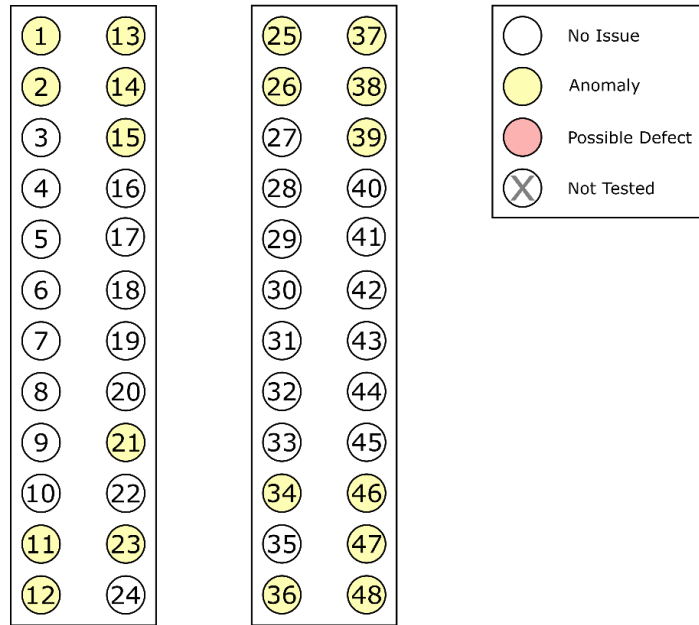 1 13 25 37 No Issue
2 14 26 38 Anomaly
3 15 27 39 Possible Defect
4 16 28 40 X Not Tested
5 17 29 41
6 18 30 42
7 19 31 43
8 20 32 44
9 21 33 45
10 22 34 46
11 23 35 47
12 24 36 48